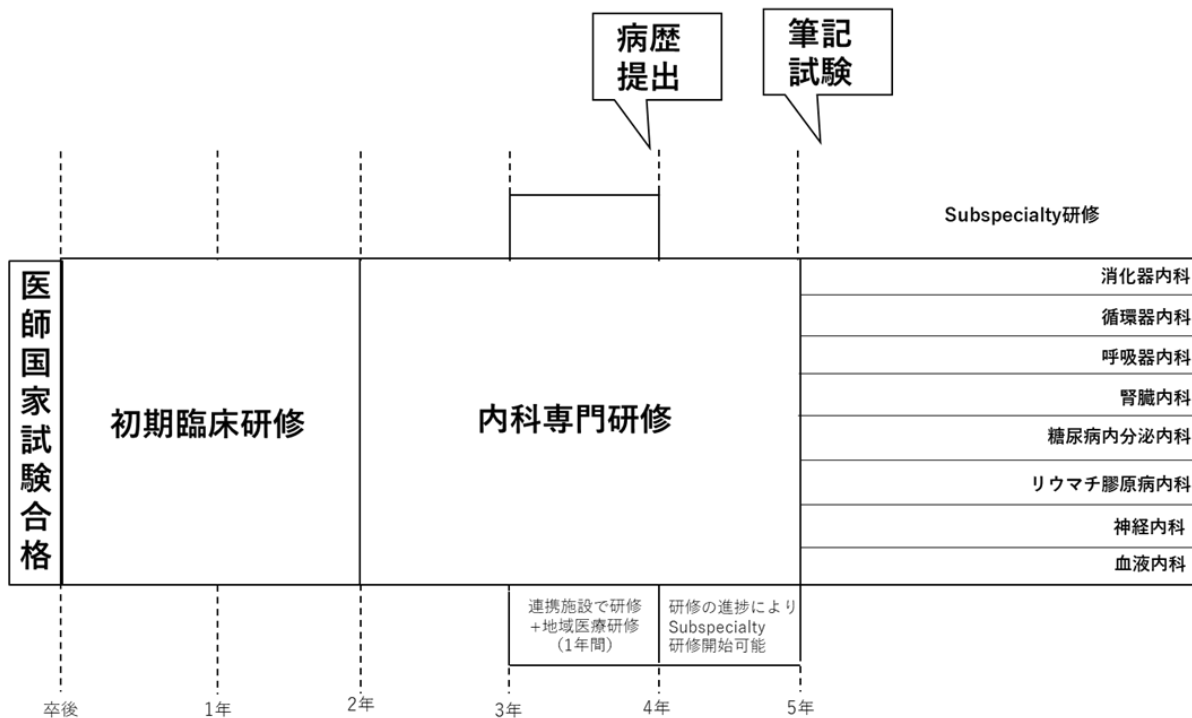 病歴
提出
筆記
試験
Subspecialty研修
医師国家試験合格
初期臨床研修
内科専門研修
消化器内科
循環器内科
呼吸器内科
腎臓内科
糖尿病内分泌内科
リウマチ膠原病内科
神経内科
血液内科
連携施設で研修
+地域医療研修
(1年間)
研修の進捗により
Subspecialty
研修開始可能
卒後
1年
2年
3年
4年
5年